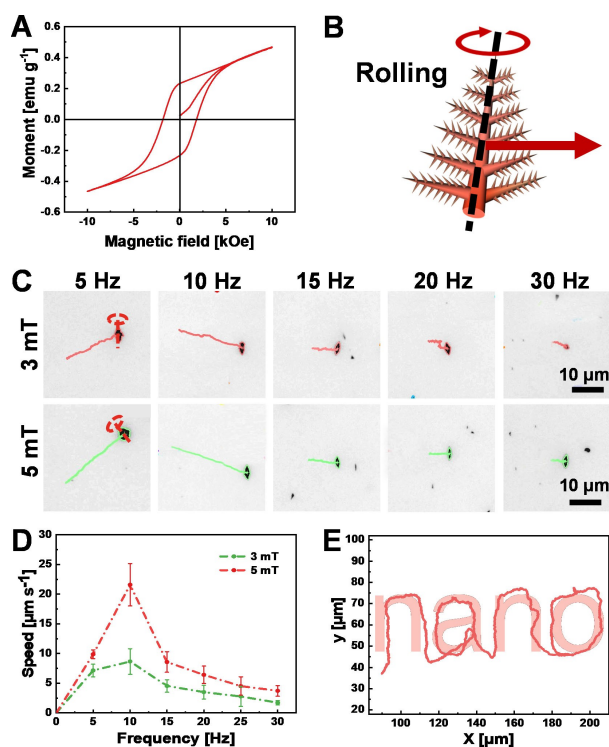 A
0.6
0.4
0.2
0.0
-0.2
-0.4
-0.6
Moment [emu g⁻¹]
-10 -5 0 5 10
Magnetic field [kOe]
B
Rolling
C
5 Hz 10 Hz 15 Hz 20 Hz 30 Hz
3 mT
10 μm
5 mT
10 μm
D
30
25
20
15
10
5
0
Speed [μm s⁻¹]
3 mT
5 mT
0 5 10 15 20 25 30
Frequency [Hz]
E
100
90
80
70
60
50
40
30
20
y [μm]
nano
100 120 140 160 180 200
X [μm]